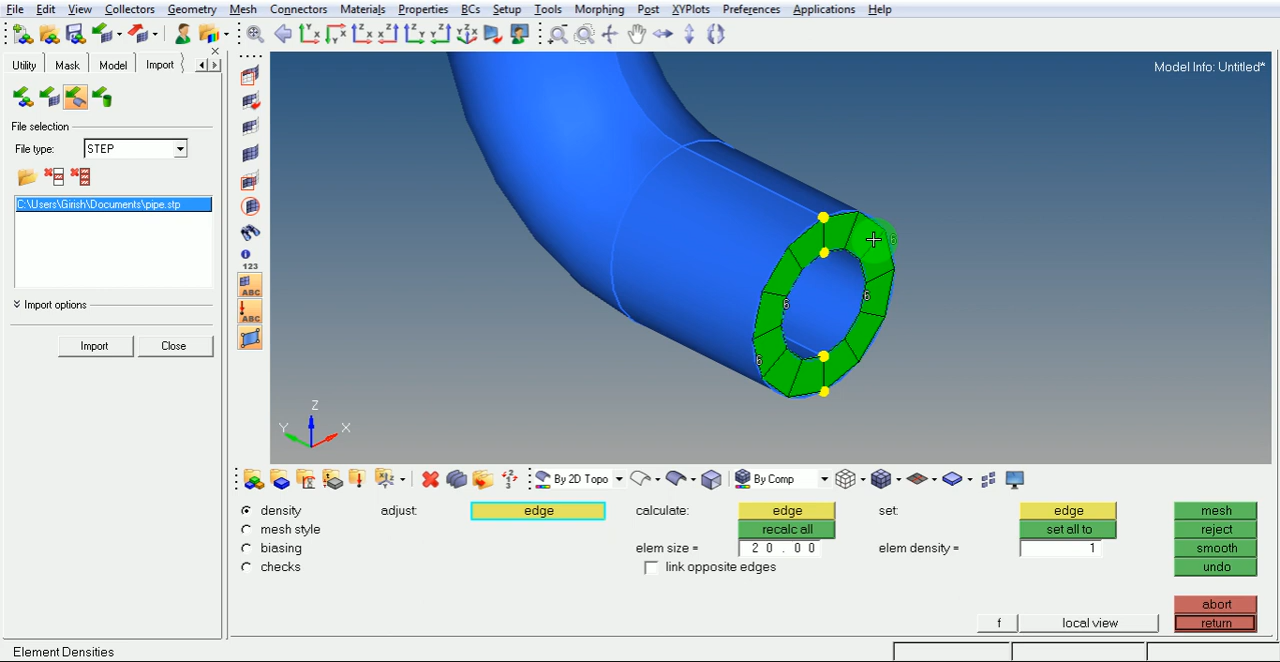 File Edit View Collectors Geometry Mesh Connectors Materials Properties BCs Setup Tools Morphing Post XYPlots Preferences Applications Help
Utility Mask Model Import
Model Info: Untitled*
File selection
File type: STEP
C:\Users\Girish\Documents\pipe.stp
Import options
Import Close
123
ABC
ABC
6
6
6
6
Z
Y X
By 2D Topo By Comp
density adjust: edge calculate: edge set: edge mesh
mesh style recalc all set all to reject
biasing elem size = 20.00 elem density = 1 smooth
checks link opposite edges undo
abort
f local view return
Element Densities